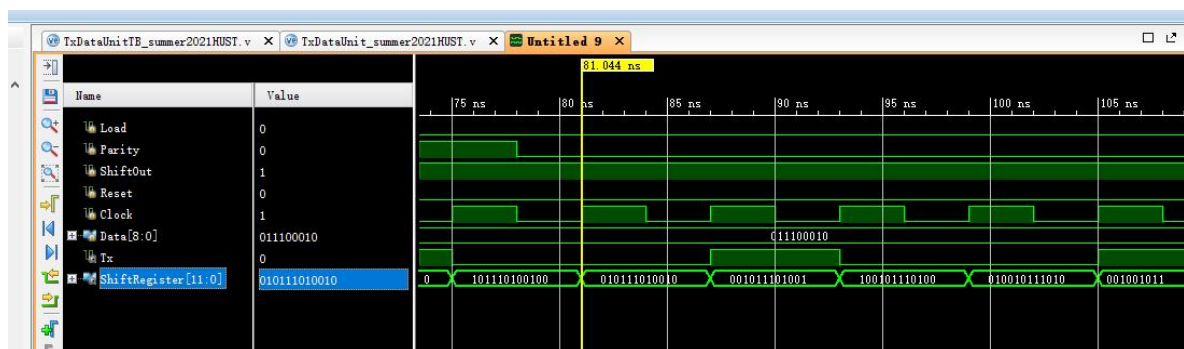 TxDataUnitTB_summer2021HUST.v X TxDataUnit_summer2021HUST.v X Untitled 9 X
81.044 ns
Name Value
75 ns 80 ns 85 ns 90 ns 95 ns 100 ns 105 ns
Load 0
Parity 0
ShiftOut 1
Reset 0
Clock 1
Data[8:0] 011100010 011100010
Tx 0
ShiftRegister[11:0] 010111010010 0 101110100100 010111010010 001011101001 100101110100 010010111010 001001011